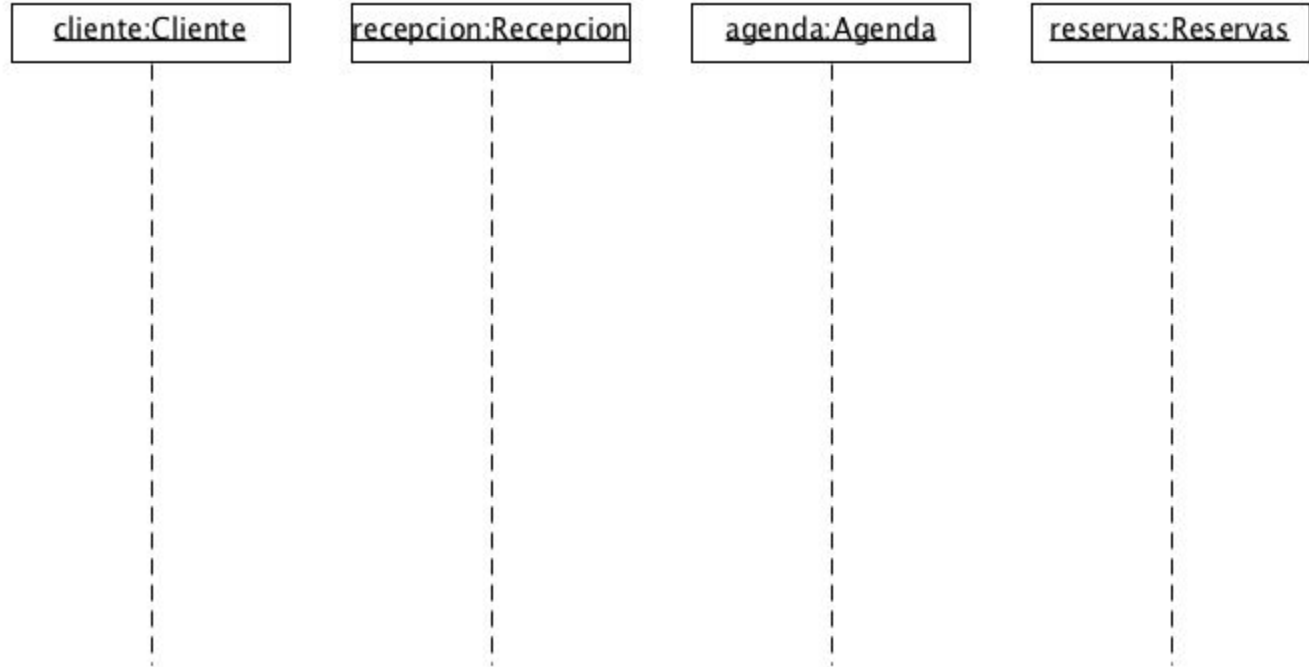 cliente:Cliente
recepcion:Recepcion
agenda:Agenda
reservas:Reservas